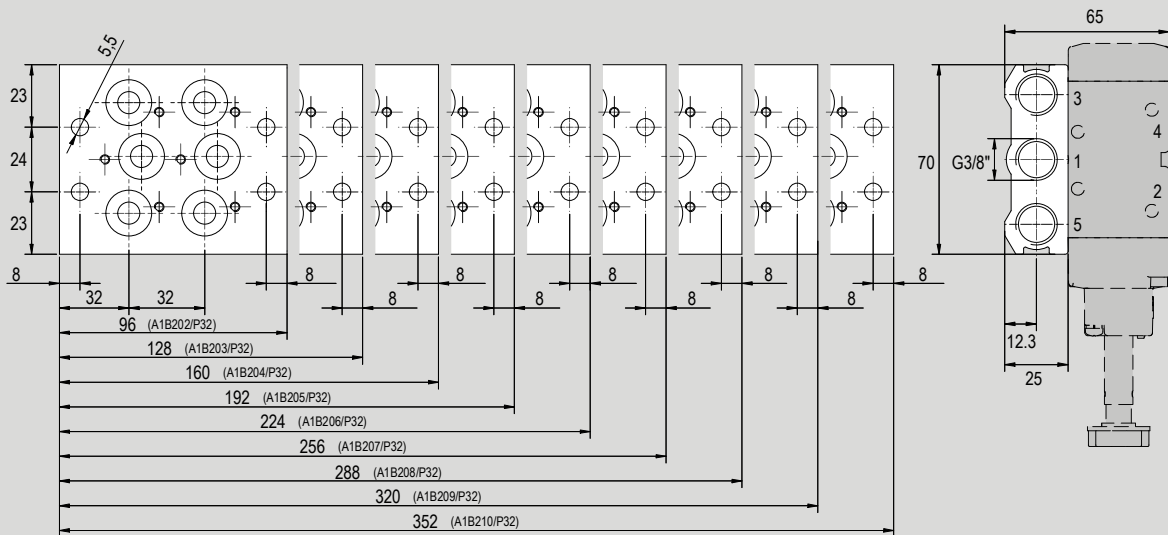 5,5
23
24
23
8
32
32
8
8
8
8
8
8
8
8
8
96 (A1B202/P32)
128 (A1B203/P32)
160 (A1B204/P32)
192 (A1B205/P32)
224 (A1B206/P32)
256 (A1B207/P32)
288 (A1B208/P32)
320 (A1B209/P32)
352 (A1B210/P32)
65
3
4
70
G3/8"
1
2
5
12.3
25